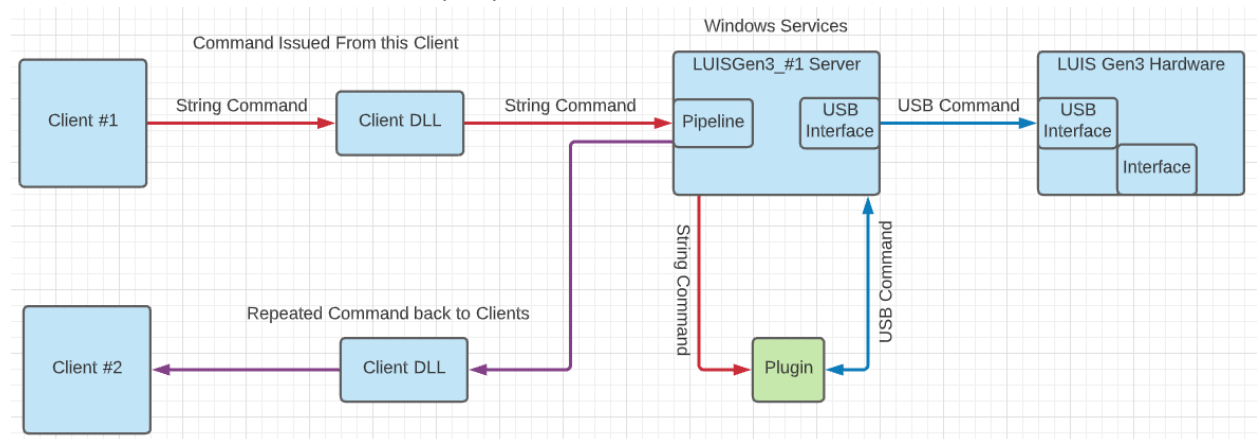 Windows Services
Command Issued From this Client
LUISGen3_#1 Server
LUIS Gen3 Hardware
Client #1
String Command
Client DLL
String Command
Pipeline
USB
Interface
USB Command
USB
Interface
Interface
String Command
USB Command
Repeated Command back to Clients
Client #2
Client DLL
Plugin